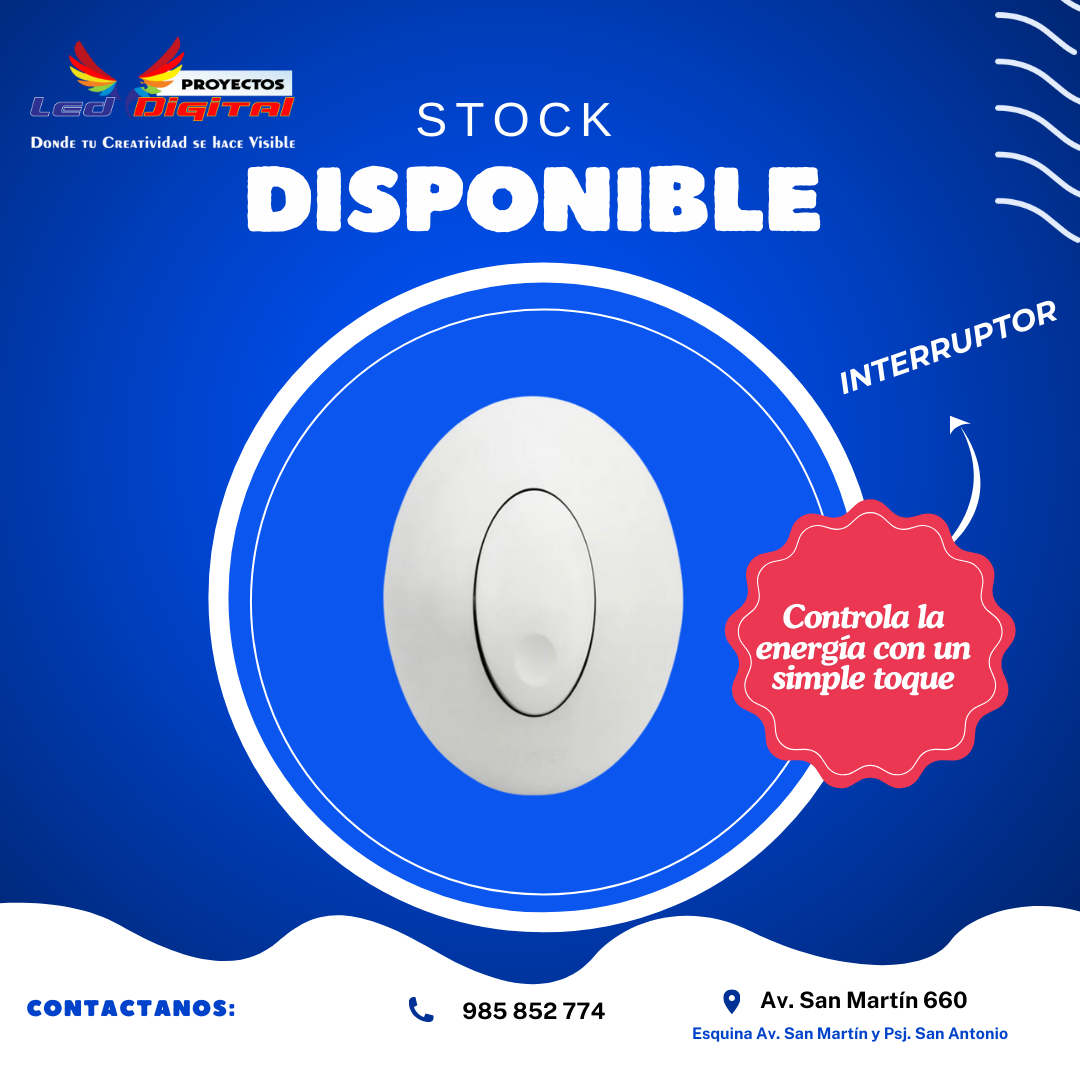 PROYECTOS
Led Digital
Donde tu Creatividad se hace Visible
STOCK
DISPONIBLE
INTERRUPTOR
Controla la
energía con un
simple toque
CONTACTANOS:
985 852 774
Av. San Martín 660
Esquina Av. San Martín y Psj. San Antonio